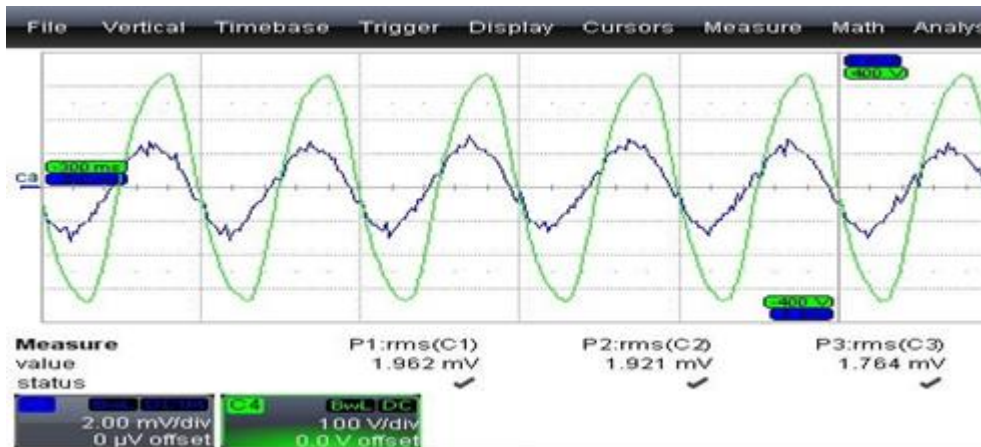 File Vertical Timebase Trigger Display Cursors Measure Math Analys
-400 V
-200 ms
C3
-400 V
Measure P1:rms(C1) P2:rms(C2) P3:rms(C3)
value 1.962 mV 1.921 mV 1.764 mV
status
C4 BwL DC
2.00 mV/div 100 V/div
0 µV offset 0.0 V offset